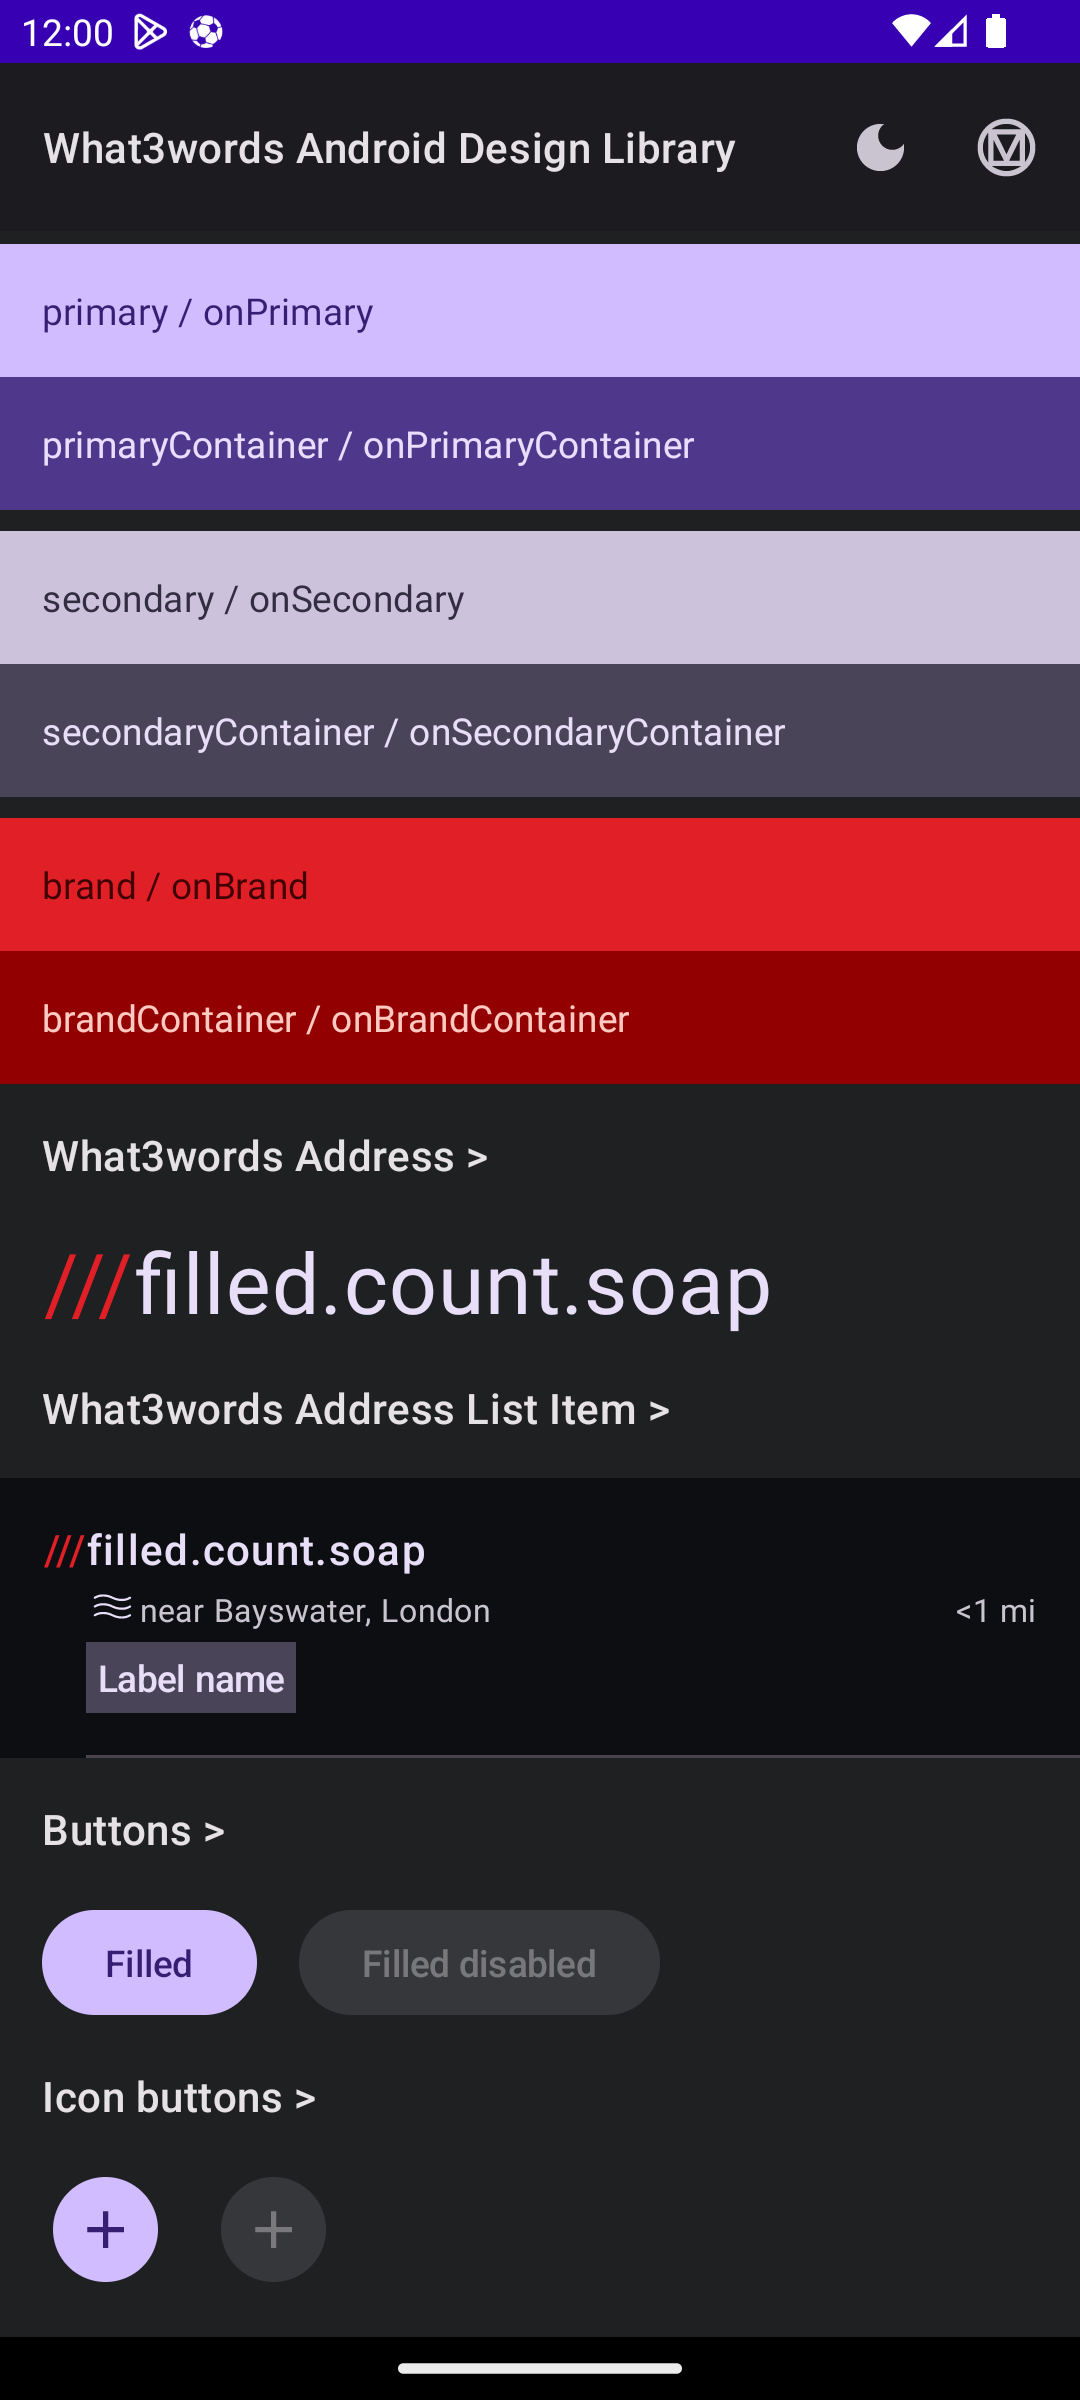 12:00
What3words Android Design Library
primary / onPrimary
primaryContainer / onPrimaryContainer
secondary / onSecondary
secondaryContainer / onSecondaryContainer
brand / onBrand
brandContainer / onBrandContainer
What3words Address >
///filled.count.soap
What3words Address List Item >
///filled.count.soap
near Bayswater, London <1 mi
Label name
Buttons >
Filled Filled disabled
Icon buttons >